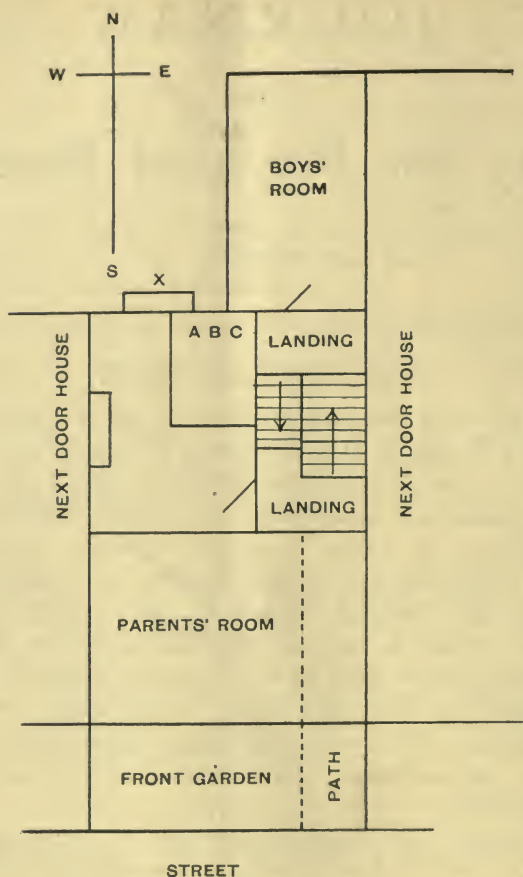 N
W E
S
BOYS'
ROOM
X
A B C
LANDING
NEXT DOOR HOUSE
NEXT DOOR HOUSE
LANDING
PARENTS' ROOM
FRONT GARDEN
PATH
STREET